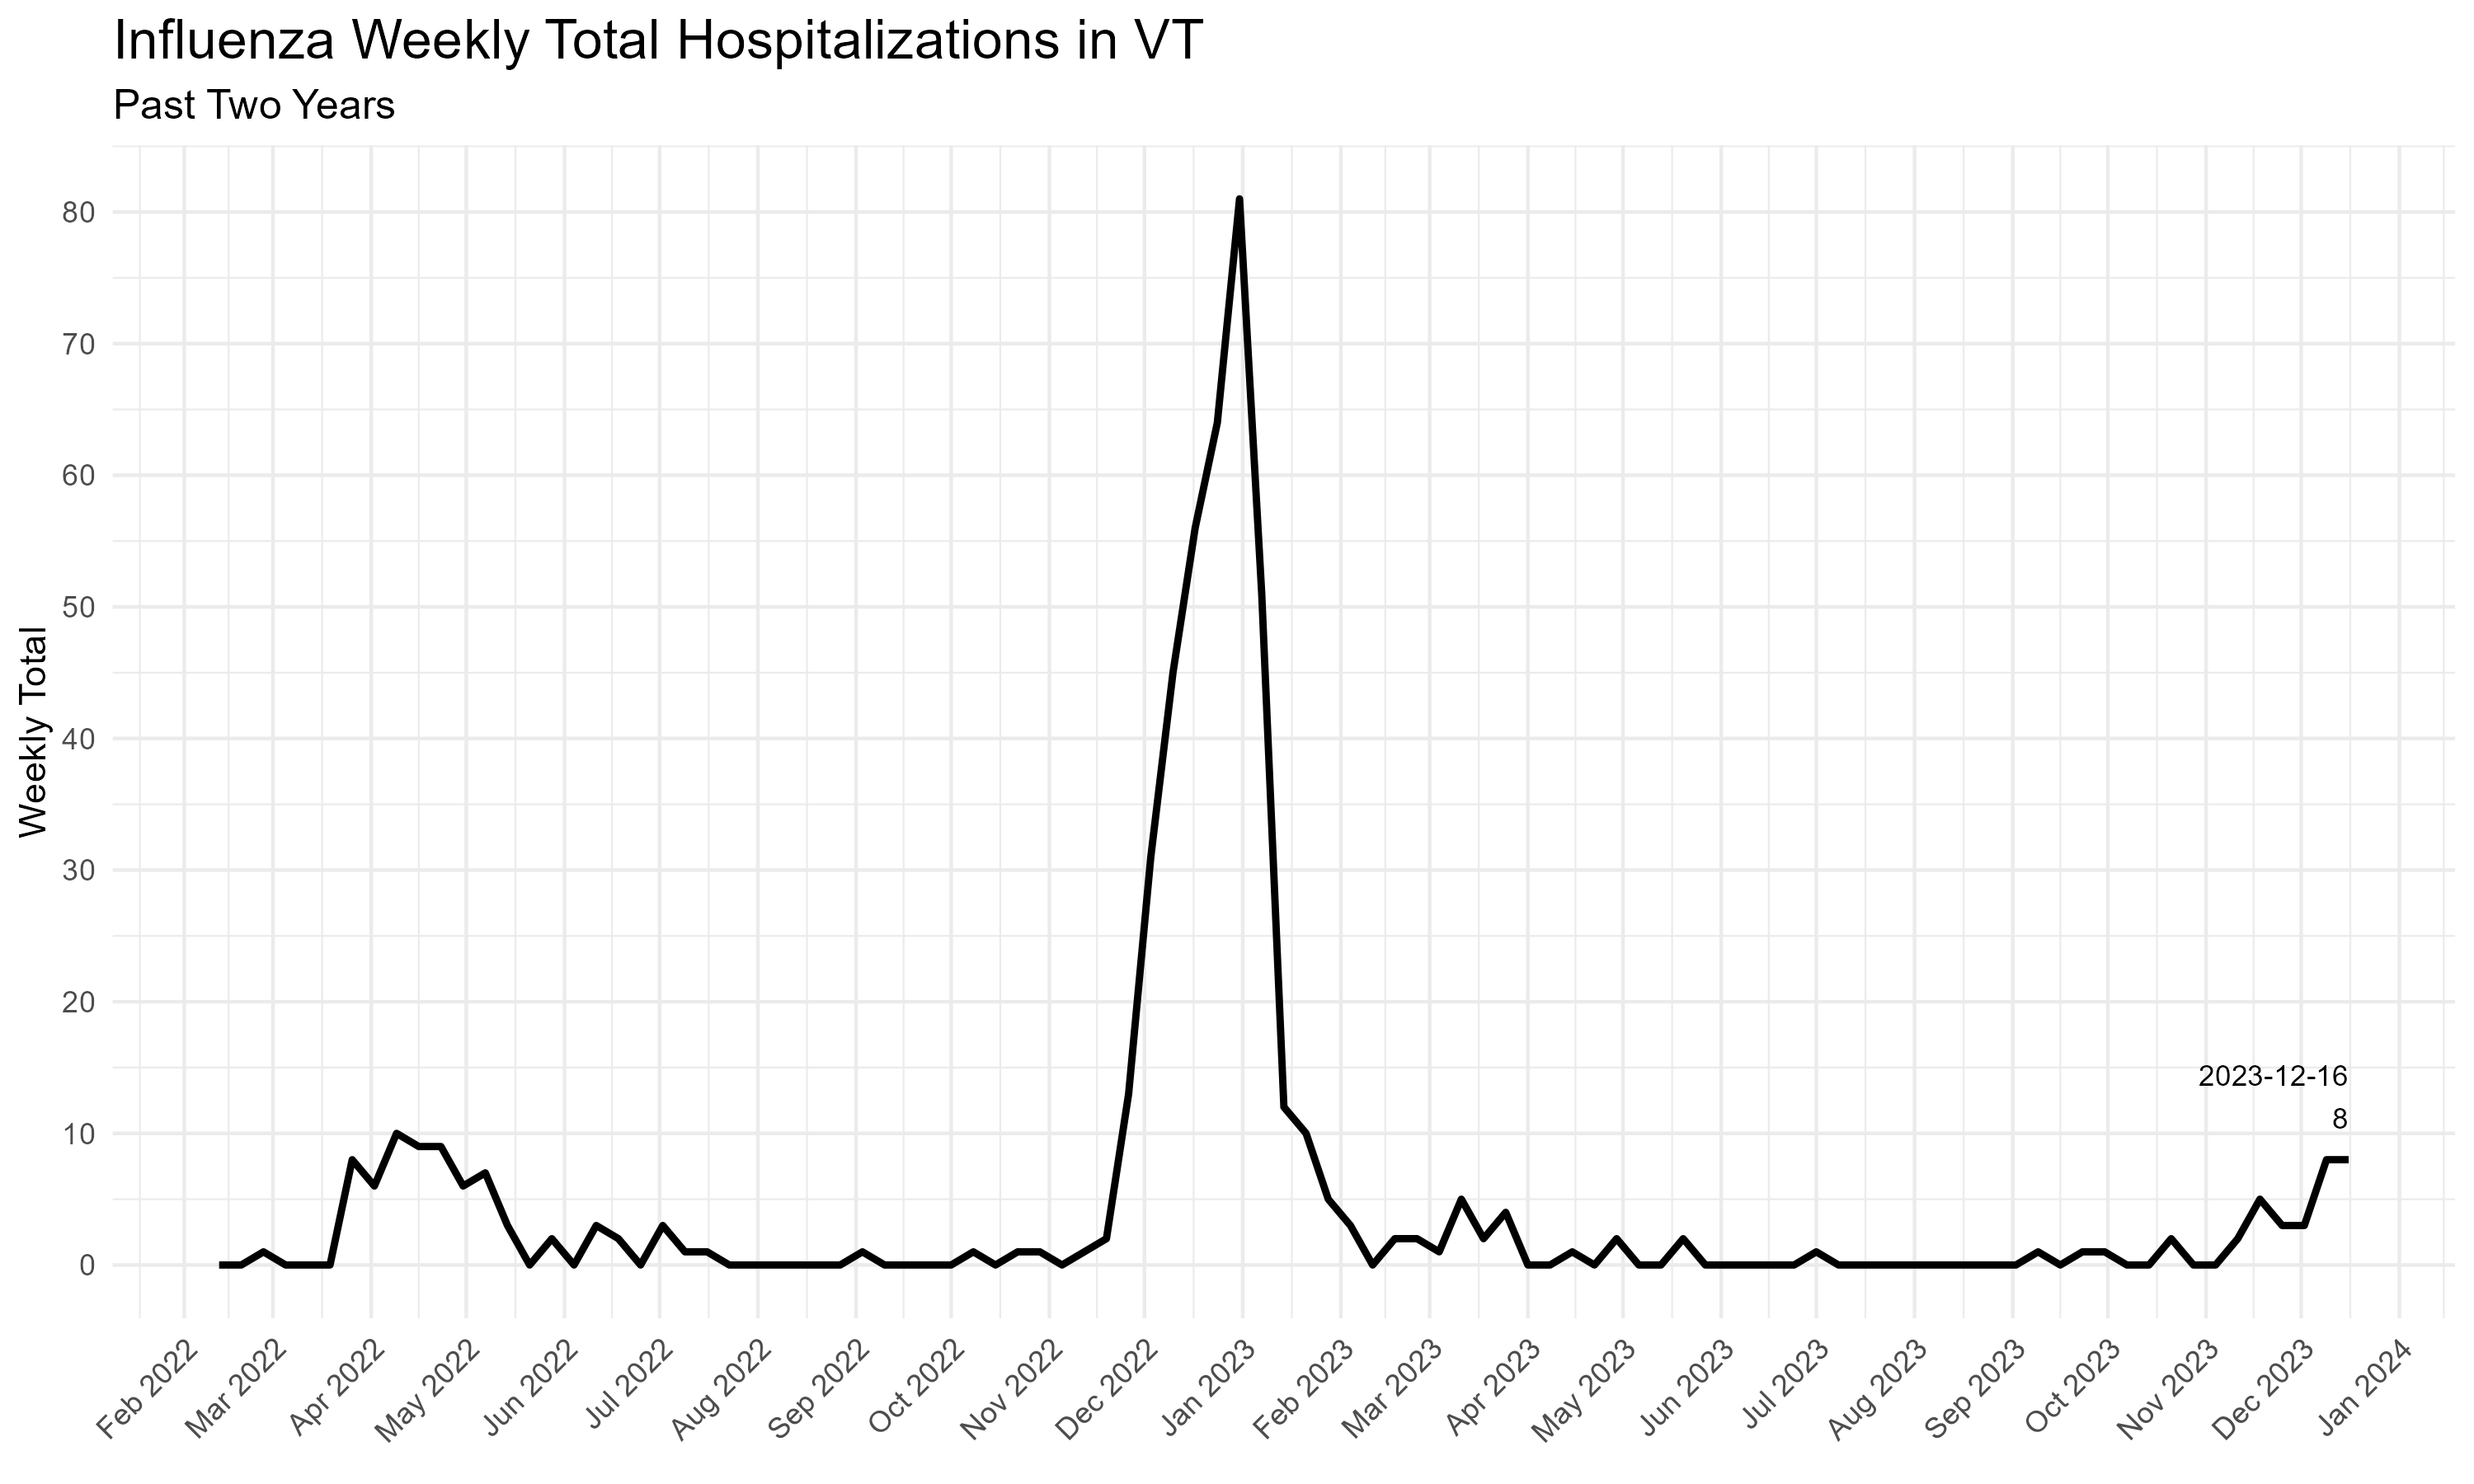 Influenza Weekly Total Hospitalizations in VT
Past Two Years
Weekly Total
80
70
60
50
40
30
20
10
0
2023-12-16
8
Feb 2022
Mar 2022
Apr 2022
May 2022
Jun 2022
Jul 2022
Aug 2022
Sep 2022
Oct 2022
Nov 2022
Dec 2022
Jan 2023
Feb 2023
Mar 2023
Apr 2023
May 2023
Jun 2023
Jul 2023
Aug 2023
Sep 2023
Oct 2023
Nov 2023
Dec 2023
Jan 2024